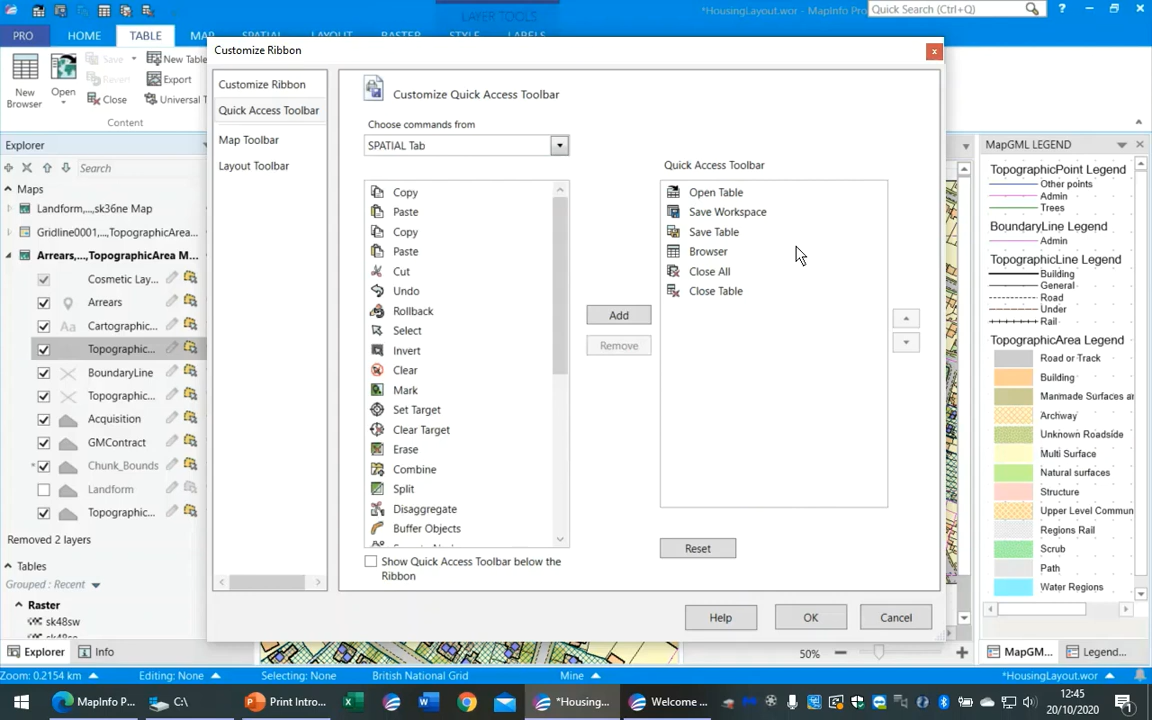 LAYER TOOLS
*HousingLayout.wor - MapInfo Pro
Quick Search (Ctrl+Q)
PRO
HOME
TABLE
MAP
SPATIAL
LAYOUT
RASTER
STYLE
LABELS
New Browser
Open
Save
Revert
Close
New Table
Export
Universal T
Content
Customize Ribbon
Customize Ribbon
Quick Access Toolbar
Map Toolbar
Layout Toolbar
Customize Quick Access Toolbar
Choose commands from
SPATIAL Tab
Copy
Paste
Copy
Paste
Cut
Undo
Rollback
Select
Invert
Clear
Mark
Set Target
Clear Target
Erase
Combine
Split
Disaggregate
Buffer Objects
Add
Remove
Quick Access Toolbar
Open Table
Save Workspace
Save Table
Browser
Close All
Close Table
Reset
Show Quick Access Toolbar below the
Ribbon
Help
OK
Cancel
Explorer
Search
Maps
Landform,...,sk36ne Map
Gridline0001,...,TopographicArea...
Arrears,...,TopographicArea M...
Cosmetic Lay...
Arrears
Cartographic...
Topographic...
BoundaryLine
Topographic...
Acquisition
GMContract
Chunk_Bounds
Landform
Topographic...
Removed 2 layers
Tables
Grouped : Recent
Raster
sk48sw
Explorer
Info
MapGML LEGEND
TopographicPoint Legend
Other points
Admin
Trees
BoundaryLine Legend
Admin
TopographicLine Legend
Building
General
Road
Under
Rail
TopographicArea Legend
Road or Track
Building
Manmade Surfaces ar
Archway
Unknown Roadside
Multi Surface
Natural surfaces
Structure
Upper Level Commun
Regions Rail
Scrub
Path
Water Regions
MapGM...
Legend...
50%
Zoom: 0.2154 km
Editing: None
Selecting: None
British National Grid
Mine
*HousingLayout.wor
MapInfo P...
C:\
Print Intro...
*Housing...
Welcome ...
12:45
20/10/2020